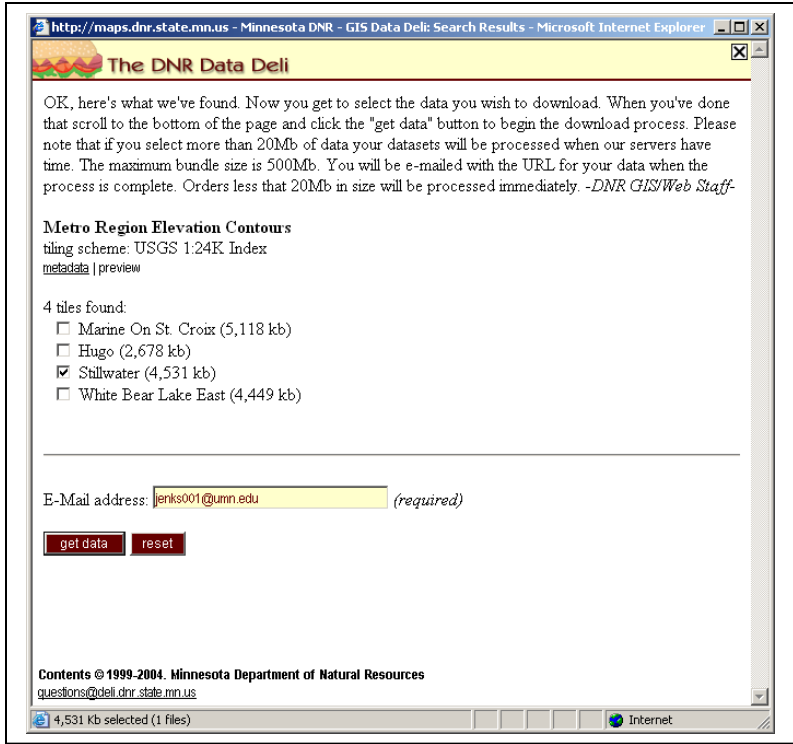 http://maps.dnr.state.mn.us - Minnesota DNR - GIS Data Deli: Search Results - Microsoft Internet Explorer
The DNR Data Deli
OK, here's what we've found. Now you get to select the data you wish to download. When you've done
that scroll to the bottom of the page and click the "get data" button to begin the download process. Please
note that if you select more than 20Mb of data your datasets will be processed when our servers have
time. The maximum bundle size is 500Mb. You will be e-mailed with the URL for your data when the
process is complete. Orders less that 20Mb in size will be processed immediately. -DNR GIS/Web Staff-
Metro Region Elevation Contours
tiling scheme: USGS 1:24K Index
metadata | preview
4 tiles found:
Marine On St. Croix (5,118 kb)
Hugo (2,678 kb)
Stillwater (4,531 kb)
White Bear Lake East (4,449 kb)
E-Mail address: jenks001@umn.edu (required)
get data reset
Contents © 1999-2004. Minnesota Department of Natural Resources
questions@deli.dnr.state.mn.us
4,531 Kb selected (1 files) Internet